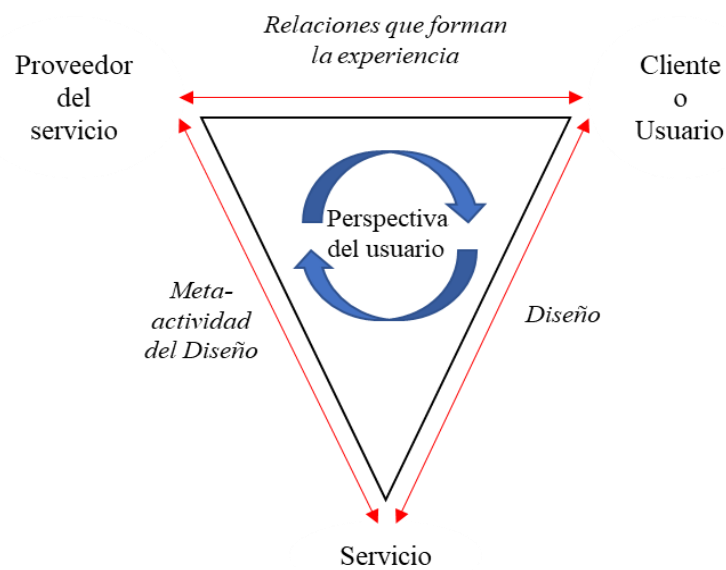 Relaciones que forman
la experiencia
Proveedor
del
servicio
Cliente
o
Usuario
Perspectiva
del usuario
Meta-
actividad
del Diseño
Diseño
Servicio